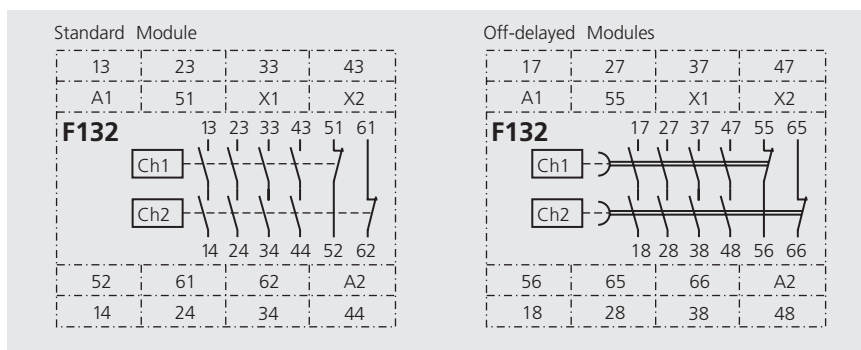 Standard Module
13 23 33 43
A1 51 X1 X2
F132 13 23 33 43 51 61
Ch1
Ch2
14 24 34 44 52 62
52 61 62 A2
14 24 34 44
Off-delayed Modules
17 27 37 47
A1 55 X1 X2
F132 17 27 37 47 55 65
Ch1
Ch2
18 28 38 48 56 66
56 65 66 A2
18 28 38 48